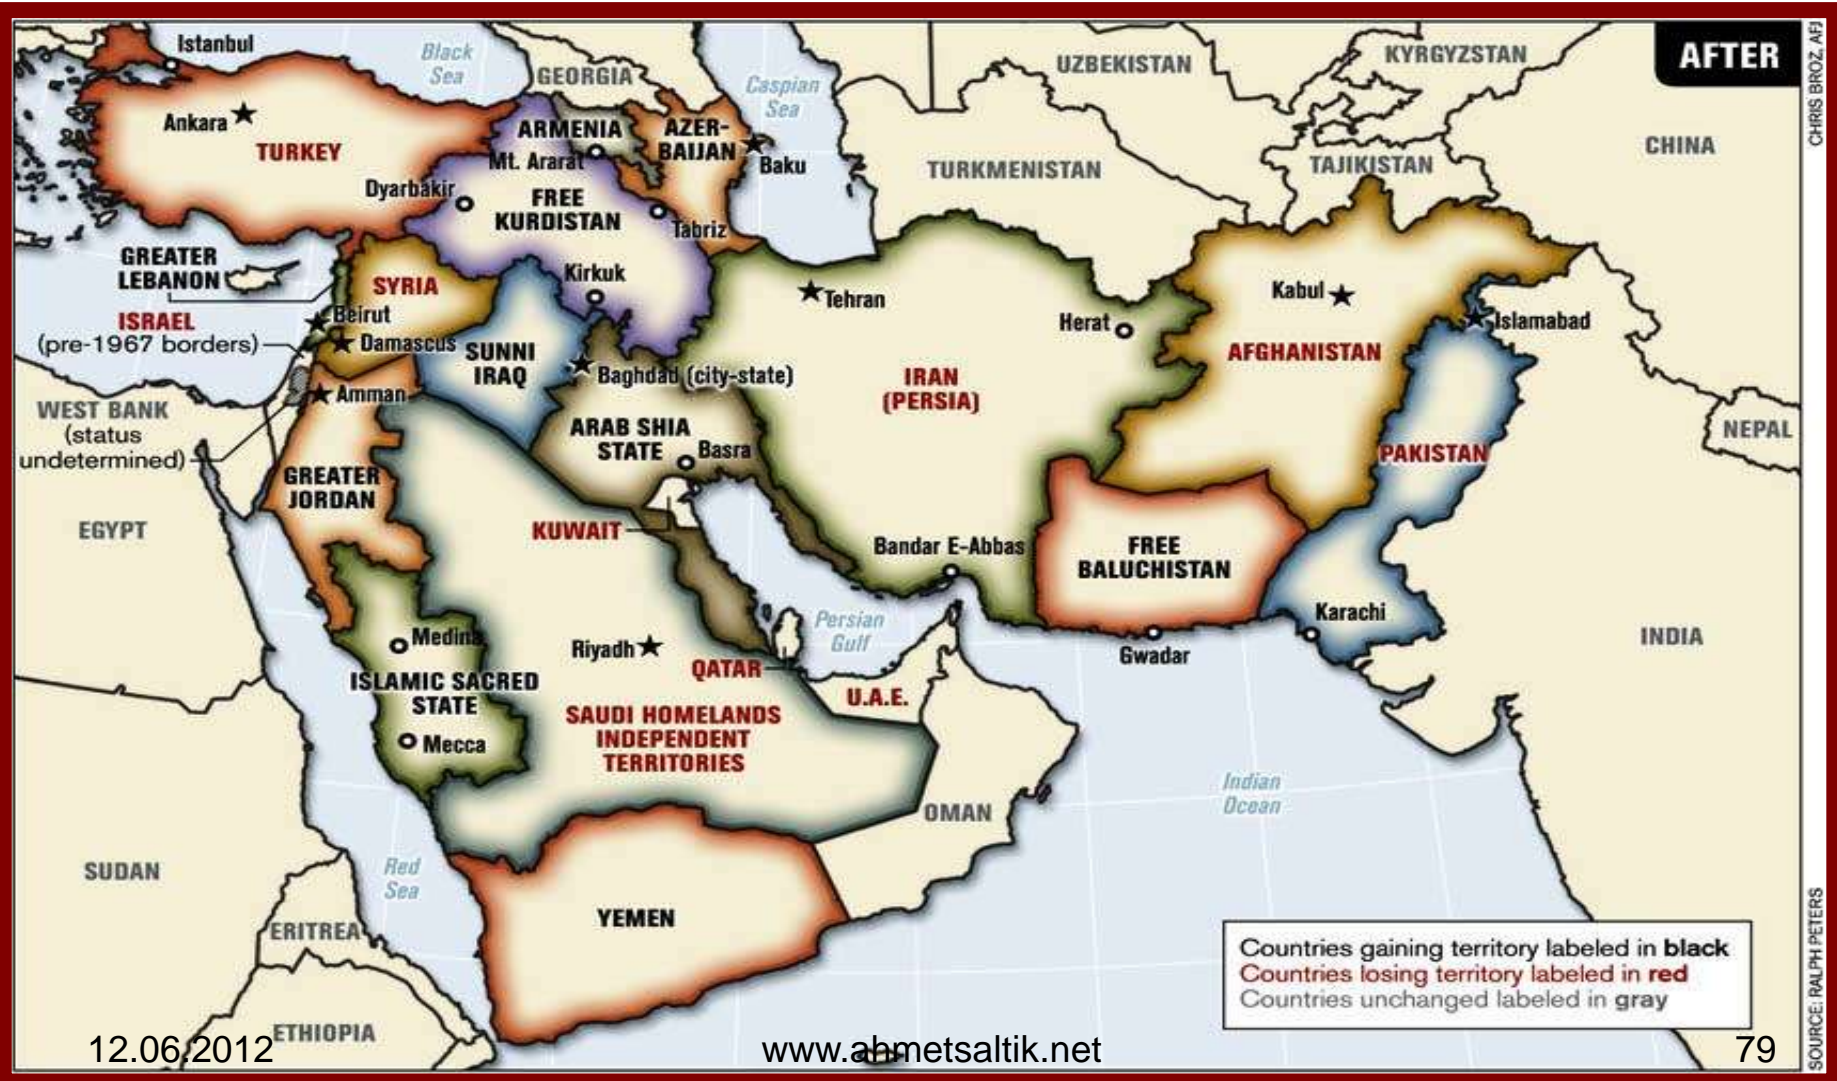 AFTER
CHRIS BROZ, AFJ
Istanbul
Black
Sea
GEORGIA
Caspian
Sea
UZBEKISTAN
KYRGYZSTAN
Ankara
TURKEY
ARMENIA
Mt. Ararat
AZER-
BAIJAN
Baku
TURKMENISTAN
TAJIKISTAN
CHINA
Dyarbakir
FREE
KURDISTAN
Tabriz
GREATER
LEBANON
SYRIA
Kirkuk
Tehran
Herat
Kabul
Islamabad
ISRAEL
(pre-1967 borders)
Beirut
Damascus
SUNNI
IRAQ
Baghdad (city-state)
IRAN
(PERSIA)
AFGHANISTAN
Amman
WEST BANK
(status
undetermined)
ARAB SHIA
STATE
Basra
PAKISTAN
NEPAL
GREATER
JORDAN
EGYPT
KUWAIT
Bandar E-Abbas
FREE
BALUCHISTAN
Karachi
Persian
Gulf
Gwadar
INDIA
Medina
Riyadh
QATAR
U.A.E.
ISLAMIC SACRED
STATE
Mecca
SAUDI HOMELANDS
INDEPENDENT
TERRITORIES
OMAN
Indian
Ocean
SUDAN
Red
Sea
YEMEN
ERITREA
ETHIOPIA
Countries gaining territory labeled in black
Countries losing territory labeled in red
Countries unchanged labeled in gray
SOURCE: RALPH PETERS
12.06.2012
www.ahmetsaltik.net
79